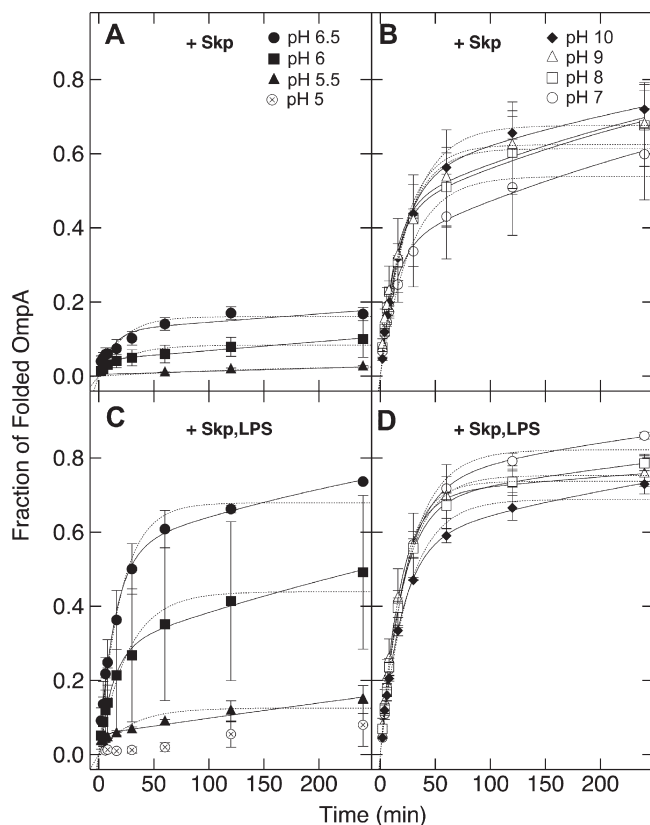 A
+ Skp
pH 6.5
pH 6
pH 5.5
pH 5
B
+ Skp
pH 10
pH 9
pH 8
pH 7
0.8
0.6
0.4
0.2
0.0
C
+ Skp,LPS
D
+ Skp,LPS
0.8
0.6
0.4
0.2
0.0
Fraction of Folded OmpA
0
50
100
150
200
0
50
100
150
200
Time (min)